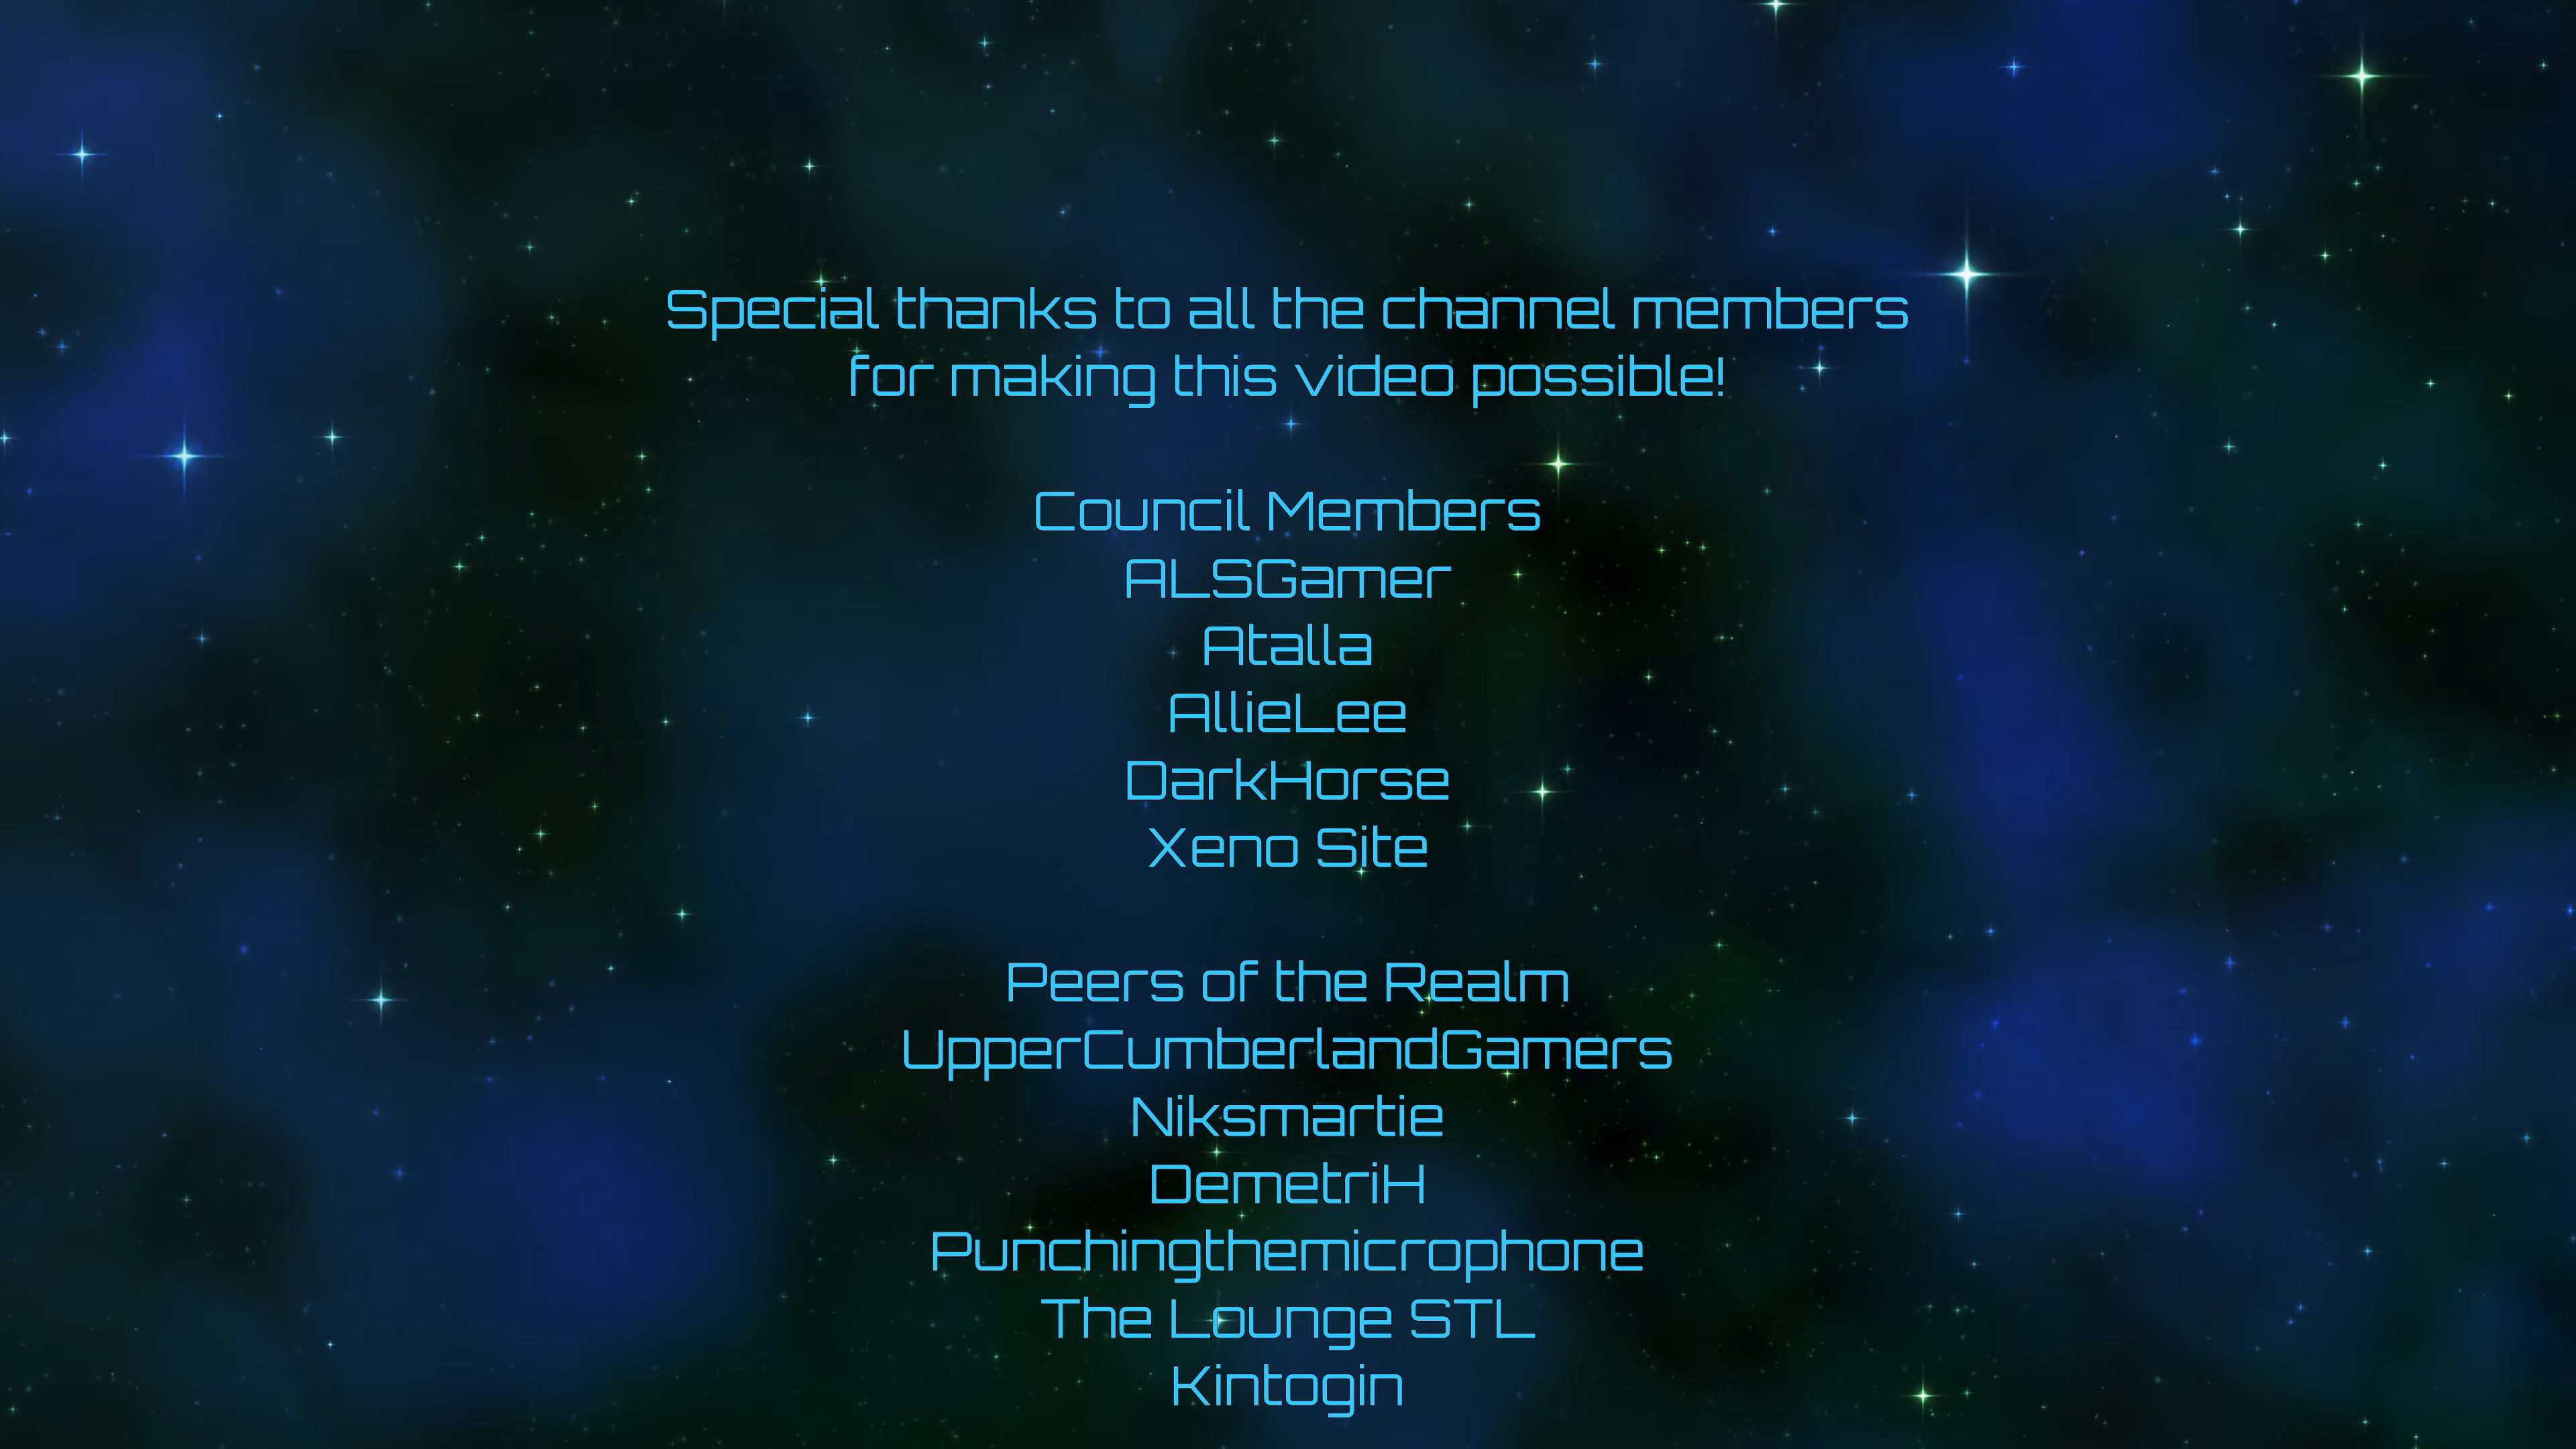 Special thanks to all the channel members
for making this video possible!
Council Members
ALSGamer
Atalla
AllieLee
DarkHorse
Xeno Site
Peers of the Realm
UpperCumberlandGamers
Niksmartie
DemetriH
Punchingthemicrophone
The Lounge STL
Kintogin